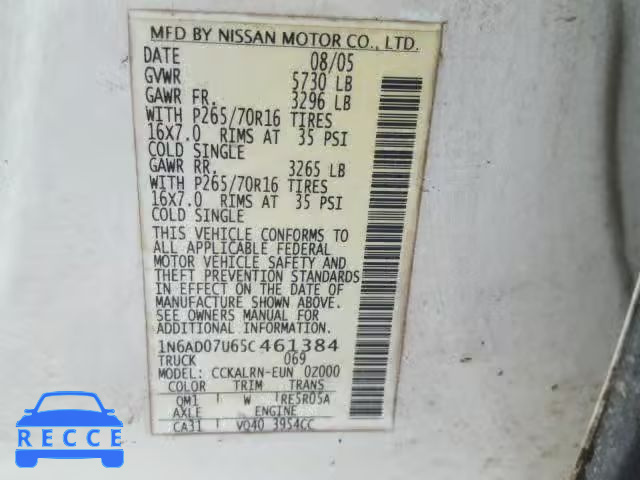 MFD BY NISSAN MOTOR CO., LTD.
DATE 08/05
GVWR 5730 LB
GAWR FR. 3296 LB
WITH P265/70R16 TIRES
16X7.0 RIMS AT 35 PSI
COLD SINGLE
GAWR RR. 3265 LB
WITH P265/70R16 TIRES
16X7.0 RIMS AT 35 PSI
COLD SINGLE
THIS VEHICLE CONFORMS TO
ALL APPLICABLE FEDERAL
MOTOR VEHICLE SAFETY AND
THEFT PREVENTION STANDARDS
IN EFFECT ON THE DATE OF
MANUFACTURE SHOWN ABOVE.
SEE OWNERS MANUAL FOR
ADDITIONAL INFORMATION
1N6AD07U65C461384
TRUCK 069
MODEL: CCKALRN-EUN 02000
COLOR TRIM TRANS
QM1 W RE5R05A
AXLE ENGINE
CA31 VQ40 3954CC
RECCE